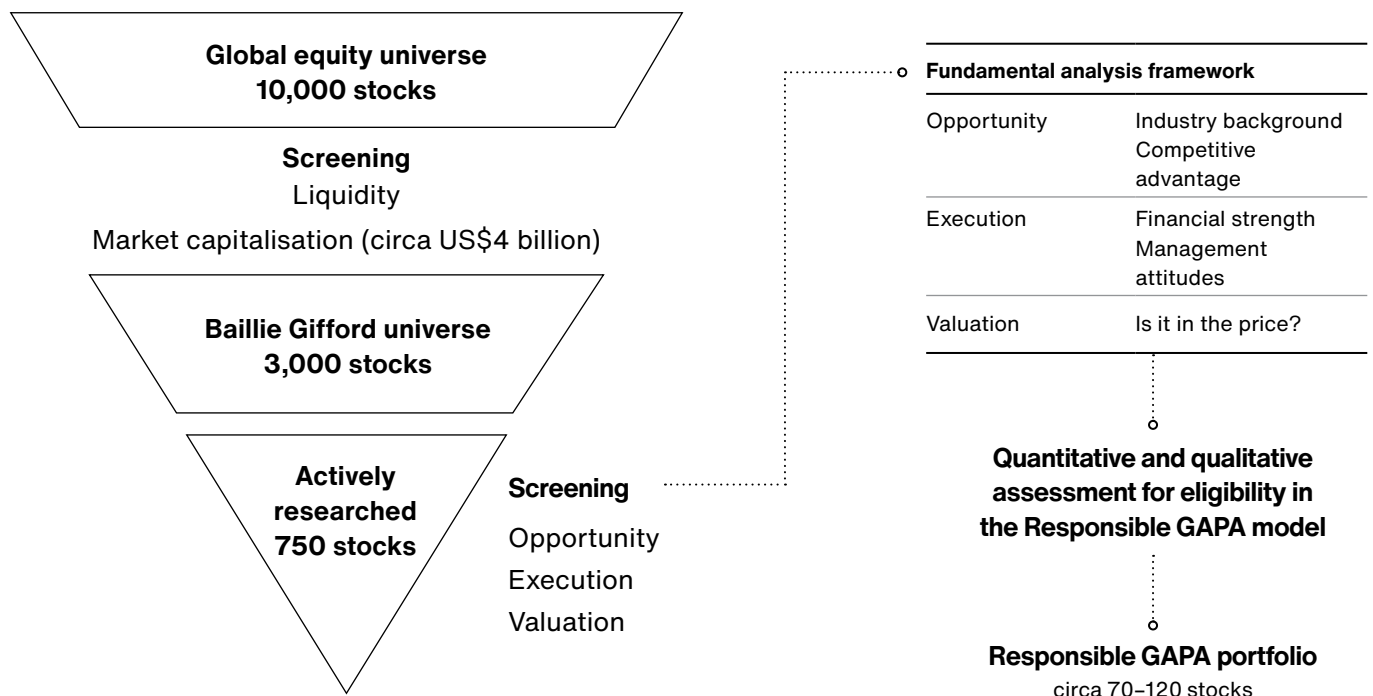 Global equity universe
10,000 stocks
Screening
Liquidity
Market capitalisation (circa US$4 billion)
Baillie Gifford universe
3,000 stocks
Actively
researched
750 stocks
Screening
Opportunity
Execution
Valuation
Fundamental analysis framework
Opportunity Industry background
Competitive
advantage
Execution Financial strength
Management
attitudes
Valuation Is it in the price?
Quantitative and qualitative
assessment for eligibility in
the Responsible GAPA model
Responsible GAPA portfolio
circa 70–120 stocks